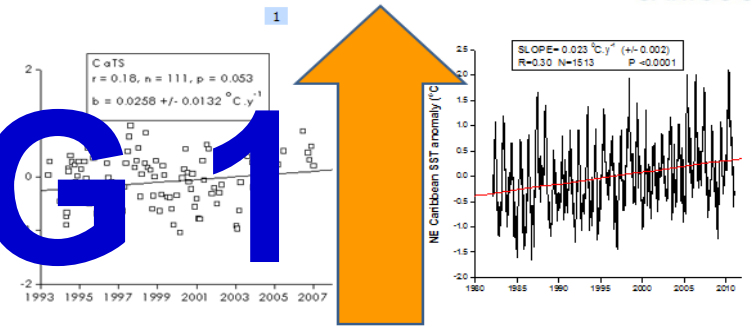 1
CaTS
r = 0.18, n = 111, p = 0.053
b = 0.0258 +/- 0.0132 °C.y⁻¹
2
0
-2
1993 1995 1997 1999 2001 2003 2005 2007
G 1
SLOPE= 0.023 °C.y⁻¹ (+/- 0.002)
R=0.30 N=1513 P <0.0001
NE Caribbean SST anomaly (°C
2.5
2.0
1.5
1.0
0.5
0.0
-0.5
-1.0
-1.5
-2.0
1980 1985 1990 1995 2000 2005 2010